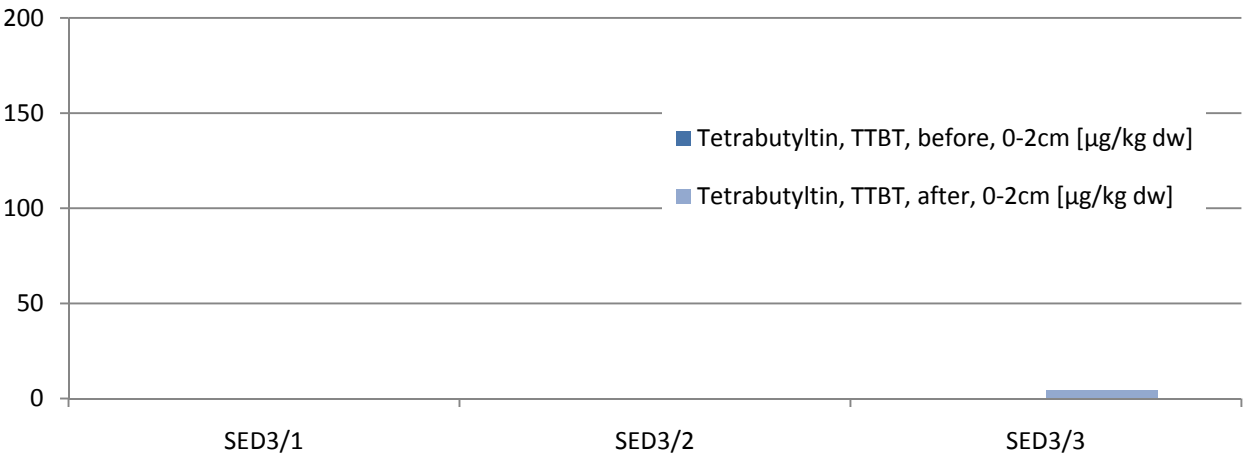 200
150
Tetrabutyltin, TTBT, before, 0-2cm [µg/kg dw]
Tetrabutyltin, TTBT, after, 0-2cm [µg/kg dw]
100
50
0
SED3/1 SED3/2 SED3/3